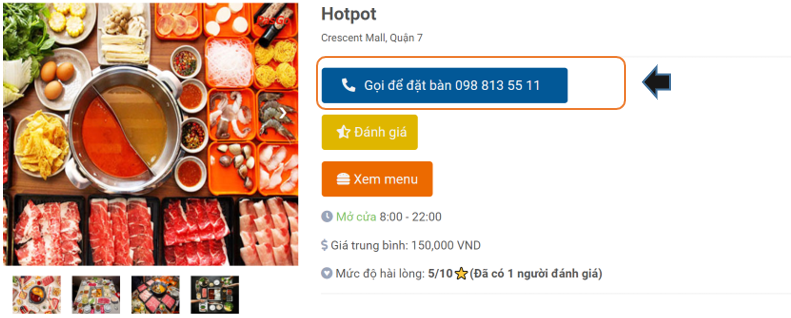 Hotpot
Crescent Mall, Quận 7
Gọi để đặt bàn 098 813 55 11
Đánh giá
Xem menu
Mở cửa 8:00 - 22:00
Giá trung bình: 150,000 VND
Mức độ hài lòng: 5/10 (Đã có 1 người đánh giá)